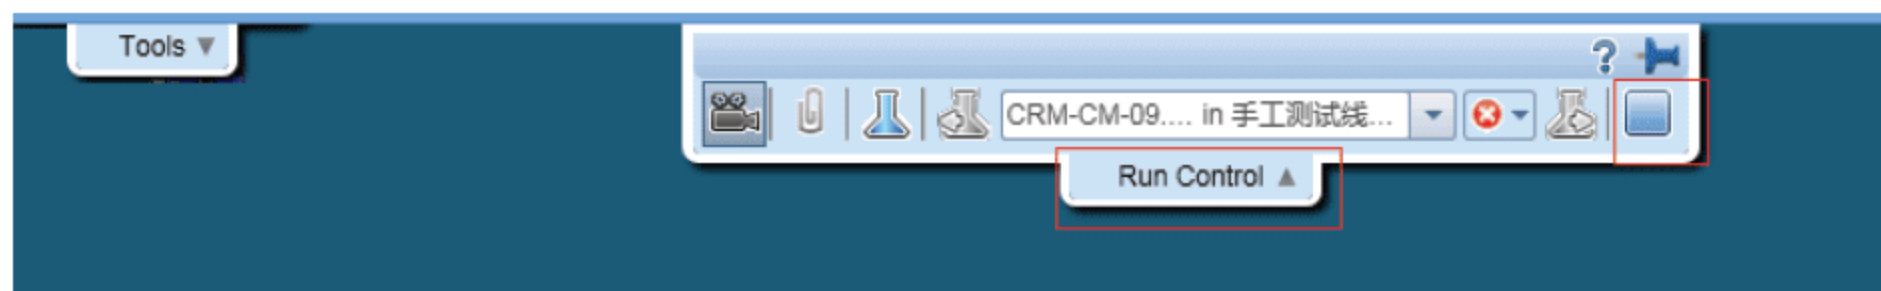 Tools ▼
?
CRM-CM-09.... in 手工测试线...
Run Control ▲